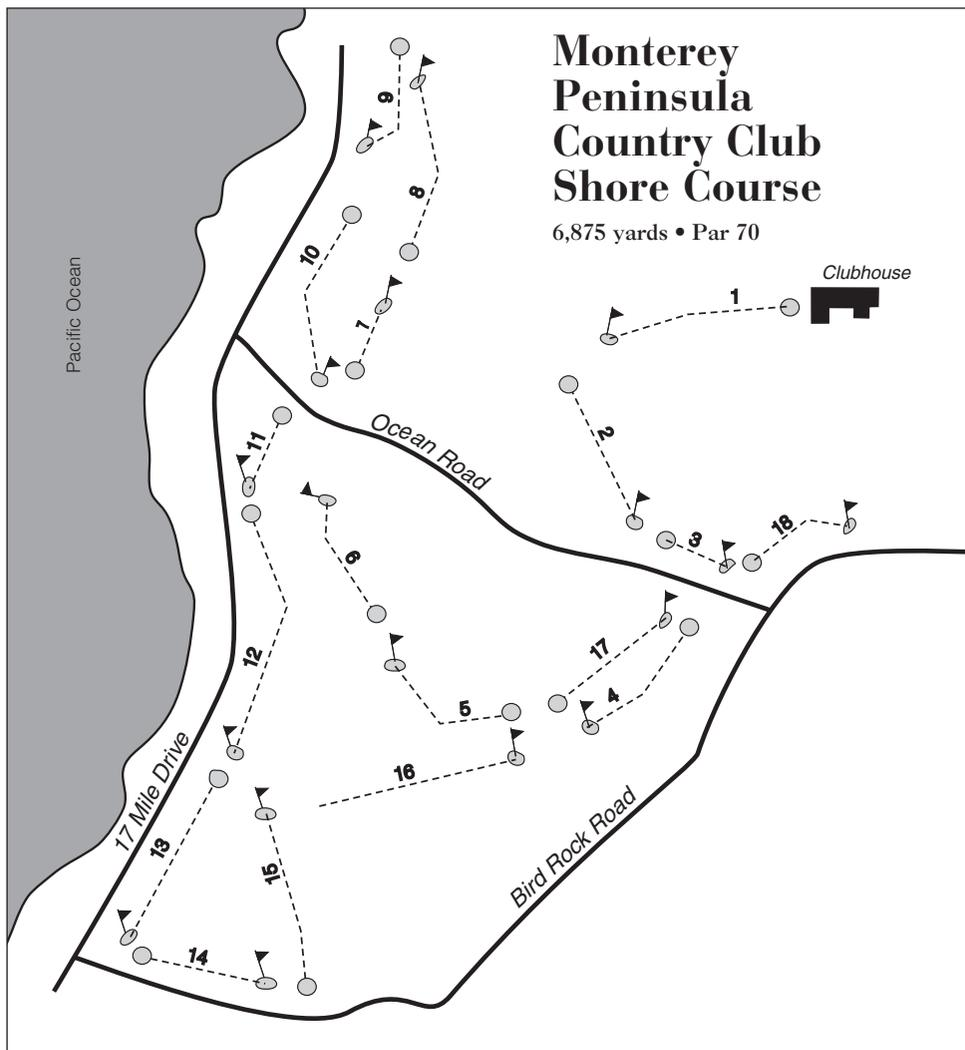 Monterey
Peninsula
Country Club
Shore Course
6,875 yards • Par 70
Clubhouse
Pacific Ocean
Ocean Road
17 Mile Drive
Bird Rock Road
1
2
3
4
5
6
7
8
9
10
11
12
13
14
15
16
17
18